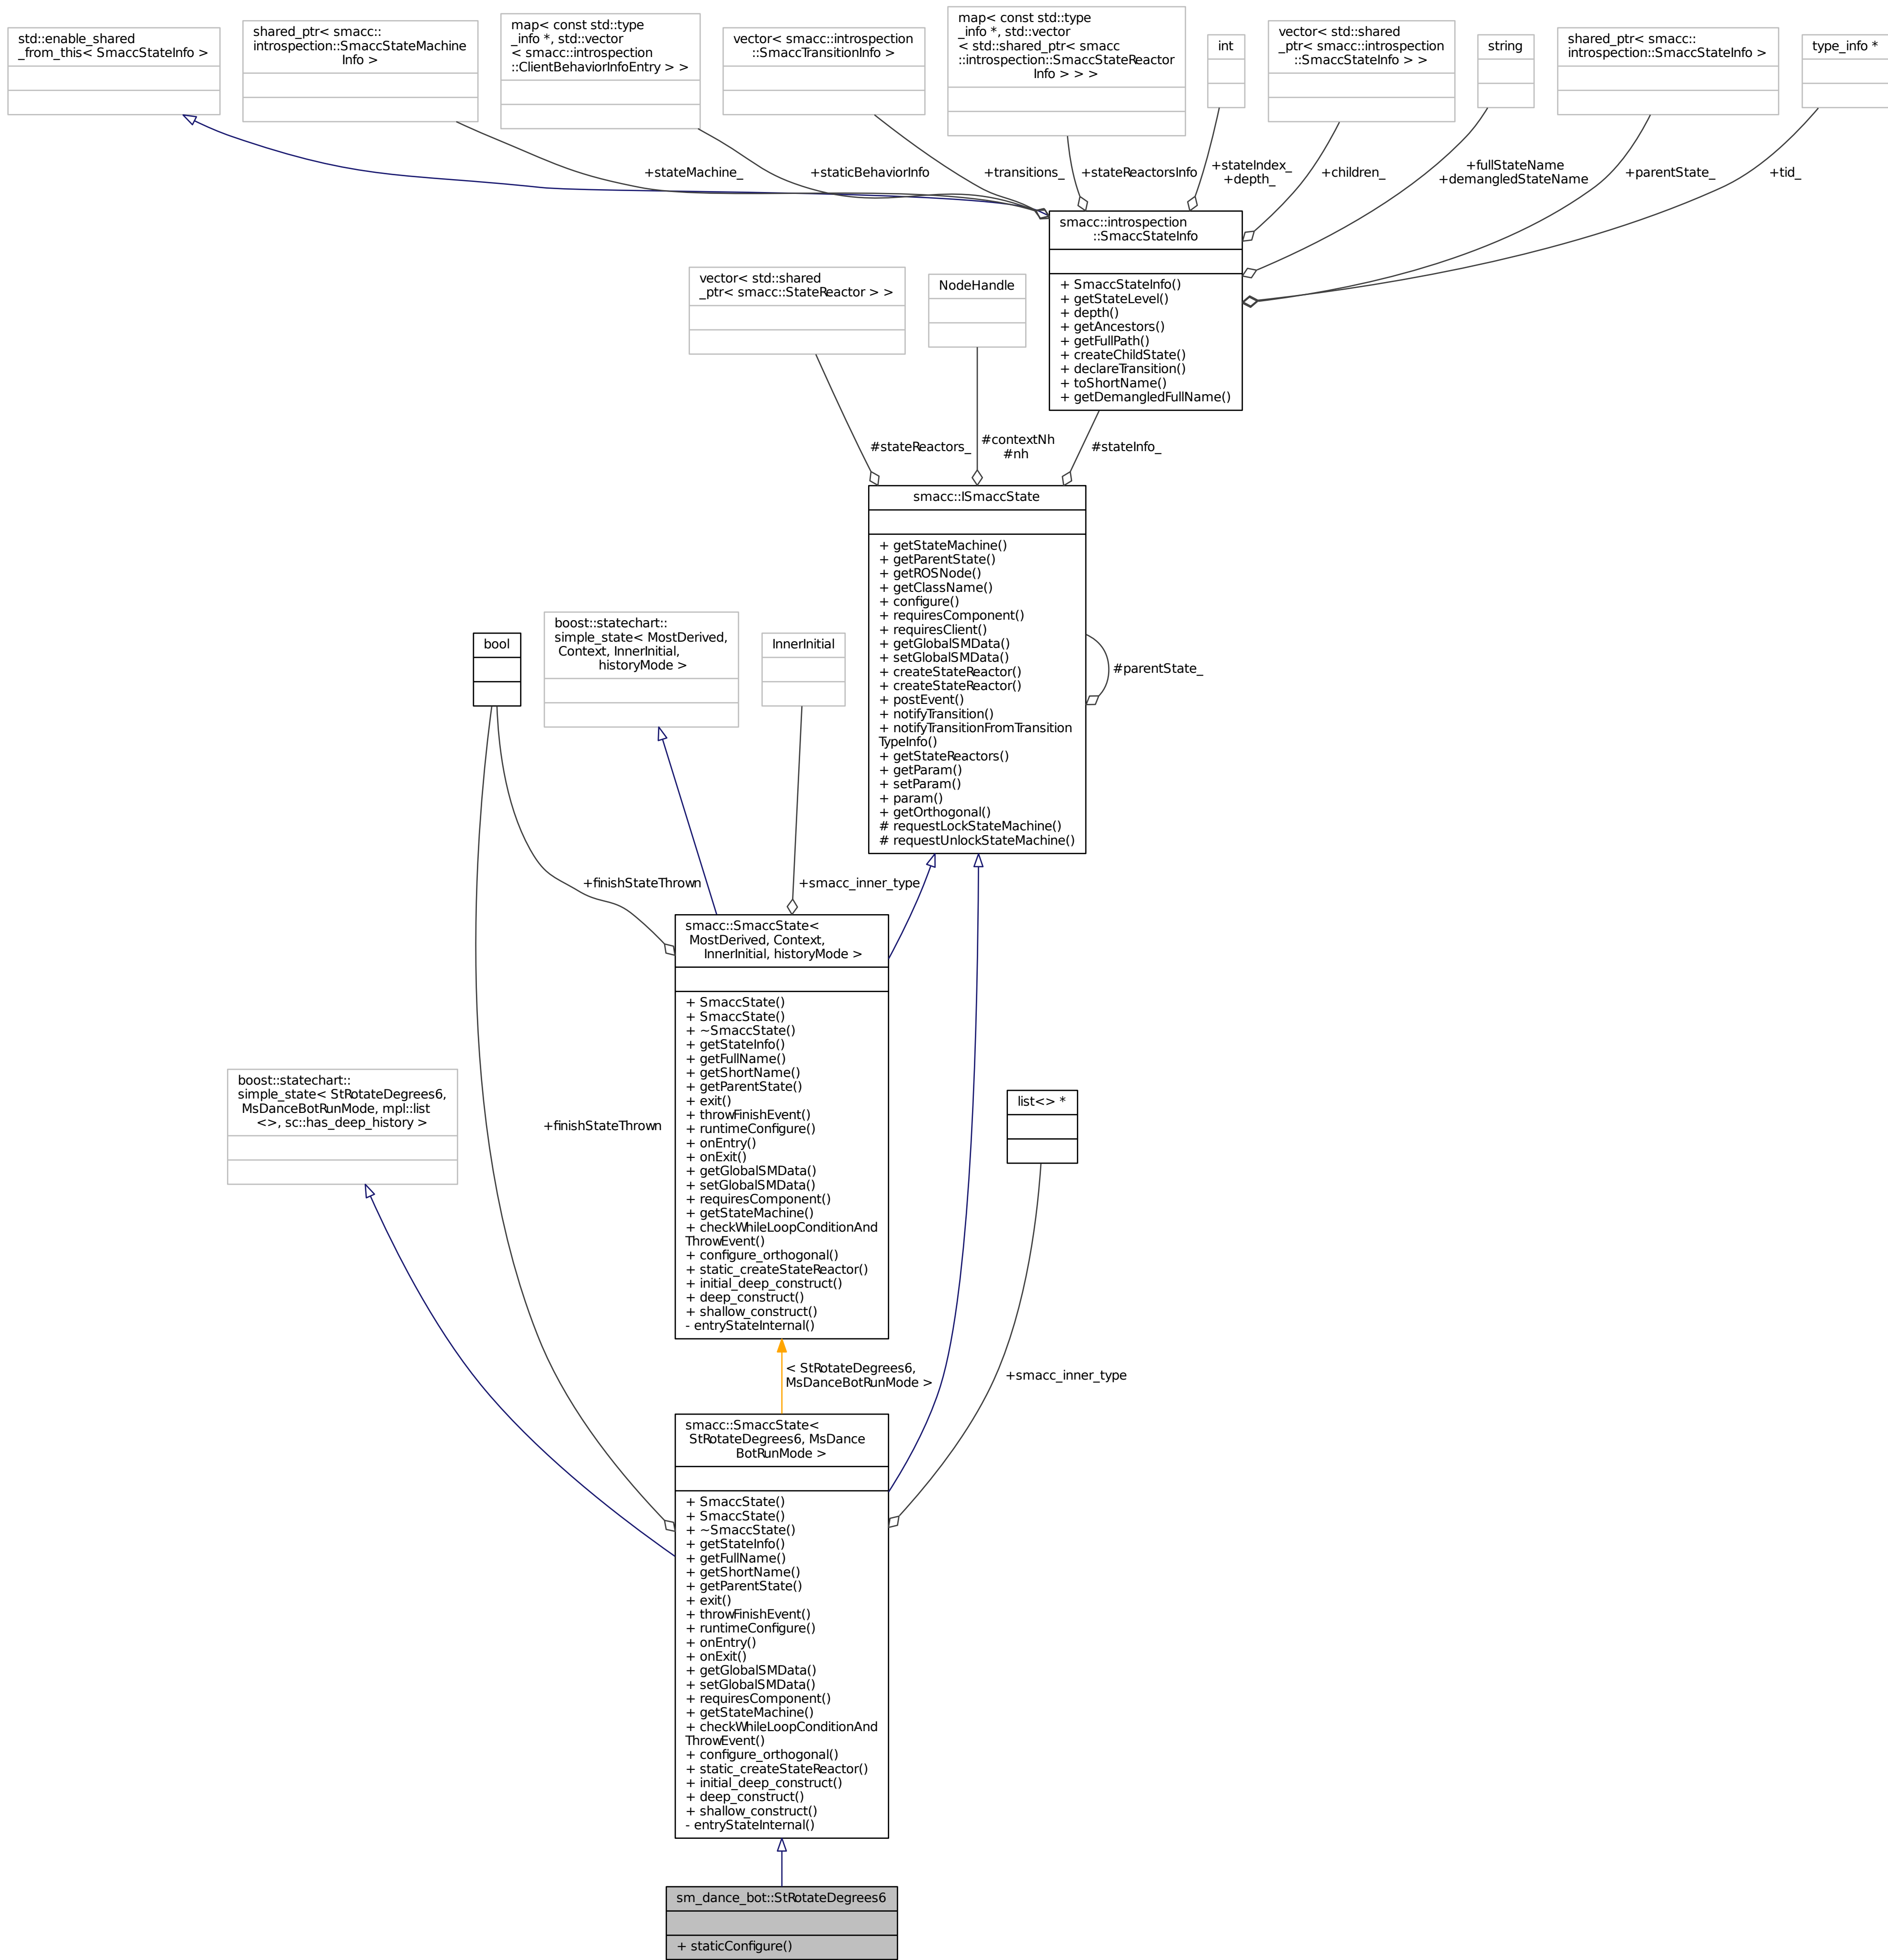 std::enable_shared
_from_this< SmaccStateInfo >
shared_ptr< smacc::
introspection::SmaccStateMachine
Info >
map< const std::type
_info *, std::vector
< smacc::introspection
::ClientBehaviorInfoEntry > >
vector< smacc::introspection
::SmaccTransitionInfo >
map< const std::type
_info *, std::vector
< std::shared_ptr< smacc
::introspection::SmaccStateReactor
Info > > >
int
vector< std::shared
_ptr< smacc::introspection
::SmaccStateInfo > >
string
shared_ptr< smacc::
introspection::SmaccStateInfo >
type_info *
+stateMachine_
+staticBehaviorInfo
+transitions_
+stateReactorsInfo
+stateIndex_
+depth_
+children_
+fullStateName
+demangledStateName
+parentState_
+tid_
smacc::introspection
::SmaccStateInfo
+ SmaccStateInfo()
+ getStateLevel()
+ depth()
+ getAncestors()
+ getFullPath()
+ createChildState()
+ declareTransition()
+ toShortName()
+ getDemangledFullName()
vector< std::shared
_ptr< smacc::StateReactor > >
NodeHandle
#stateReactors_
#contextNh
#nh
#stateInfo_
smacc::ISmaccState
+ getStateMachine()
+ getParentState()
+ getROSNode()
+ getClassName()
+ configure()
+ requiresComponent()
+ requiresClient()
+ getGlobalSMData()
+ setGlobalSMData()
+ createStateReactor()
+ createStateReactor()
+ postEvent()
+ notifyTransition()
+ notifyTransitionFromTransition
TypeInfo()
+ getStateReactors()
+ getParam()
+ setParam()
+ param()
+ getOrthogonal()
# requestLockStateMachine()
# requestUnlockStateMachine()
#parentState_
bool
boost::statechart::
simple_state< MostDerived,
Context, InnerInitial,
historyMode >
InnerInitial
+finishStateThrown
+smacc_inner_type
smacc::SmaccState<
MostDerived, Context,
InnerInitial, historyMode >
+ SmaccState()
+ SmaccState()
+ ~SmaccState()
+ getStateInfo()
+ getFullName()
+ getShortName()
+ getParentState()
+ exit()
+ throwFinishEvent()
+ runtimeConfigure()
+ onEntry()
+ onExit()
+ getGlobalSMData()
+ setGlobalSMData()
+ requiresComponent()
+ getStateMachine()
+ checkWhileLoopConditionAnd
ThrowEvent()
+ configure_orthogonal()
+ static_createStateReactor()
+ initial_deep_construct()
+ deep_construct()
+ shallow_construct()
- entryStateInternal()
boost::statechart::
simple_state< StRotateDegrees6,
MsDanceBotRunMode, mpl::list
<>, sc::has_deep_history >
+finishStateThrown
list<> *
< StRotateDegrees6,
MsDanceBotRunMode >
+smacc_inner_type
smacc::SmaccState<
StRotateDegrees6, MsDance
BotRunMode >
+ SmaccState()
+ SmaccState()
+ ~SmaccState()
+ getStateInfo()
+ getFullName()
+ getShortName()
+ getParentState()
+ exit()
+ throwFinishEvent()
+ runtimeConfigure()
+ onEntry()
+ onExit()
+ getGlobalSMData()
+ setGlobalSMData()
+ requiresComponent()
+ getStateMachine()
+ checkWhileLoopConditionAnd
ThrowEvent()
+ configure_orthogonal()
+ static_createStateReactor()
+ initial_deep_construct()
+ deep_construct()
+ shallow_construct()
- entryStateInternal()
sm_dance_bot::StRotateDegrees6
+ staticConfigure()